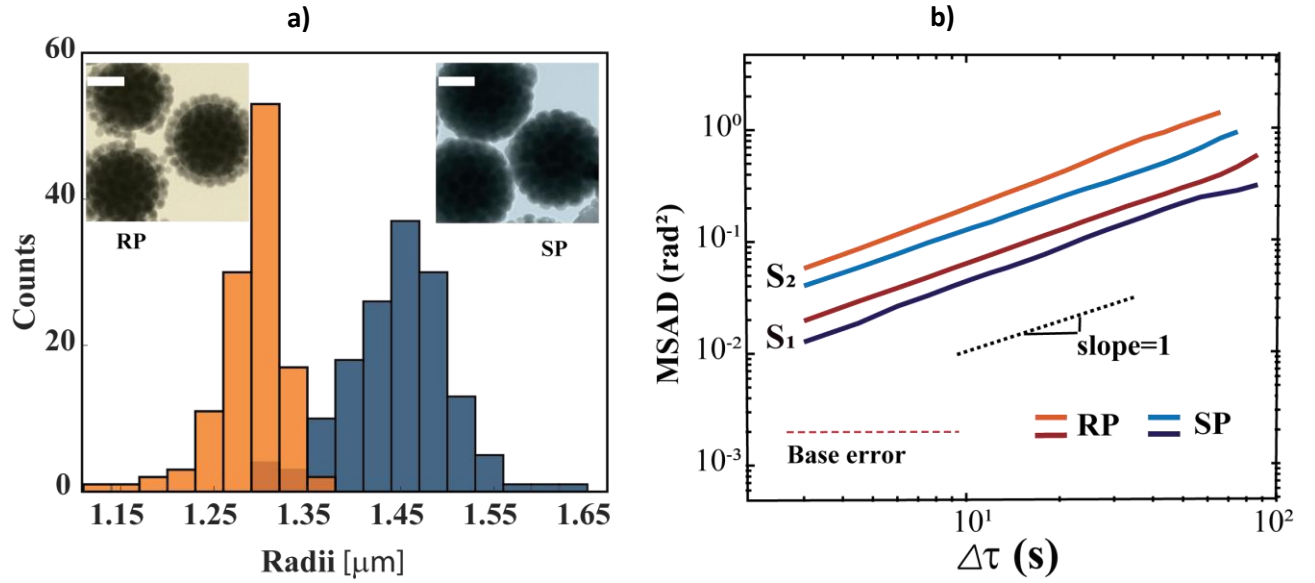 a)
60
40
20
0
Counts
RP
SP
1.15 1.25 1.35 1.45 1.55 1.65
Radii [μm]
b)
10⁰
10⁻¹
10⁻²
10⁻³
MSAD (rad²)
S₂
S₁
slope=1
RP SP
Base error
10¹ 10²
△τ (s)